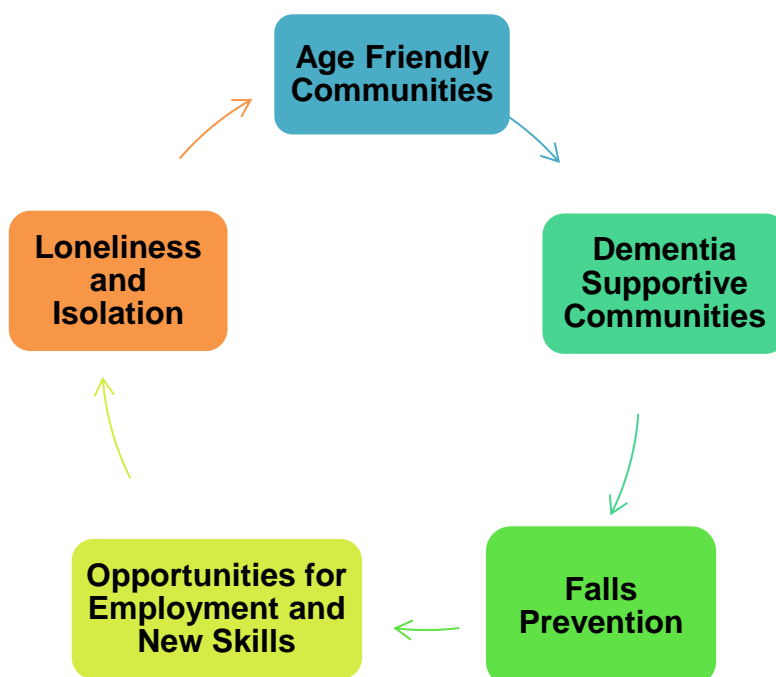 Age Friendly
Communities
Dementia
Supportive
Communities
Falls
Prevention
Opportunities for
Employment and
New Skills
Loneliness
and
Isolation